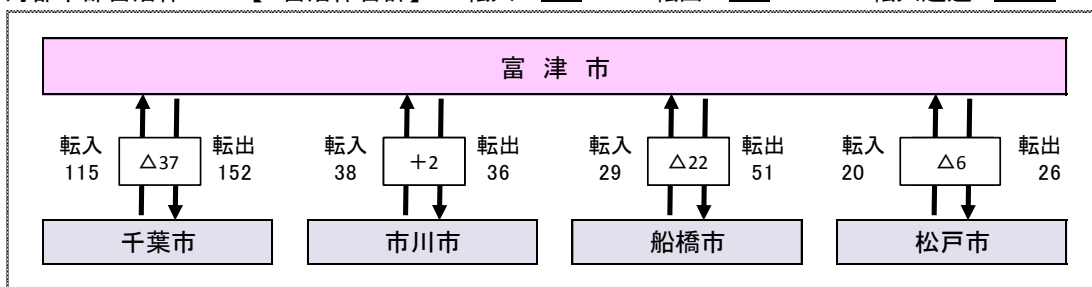 富 津 市
転入 転出 転入 転出 転入 転出 転入 転出
115 △37 152 38 +2 36 29 △22 51 20 △6 26
千葉市 市川市 船橋市 松戸市